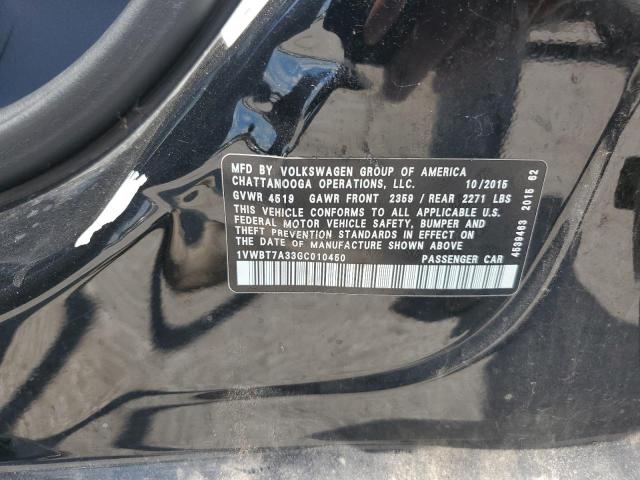 MFD BY VOLKSWAGEN GROUP OF AMERICA
CHATTANOOGA OPERATIONS, LLC. 10/2015
GVWR 4519 GAWR FRONT 2359 / REAR 2271 LBS
THIS VEHICLE CONFORMS TO ALL APPLICABLE U.S.
FEDERAL MOTOR VEHICLE SAFETY, BUMPER AND
THEFT PREVENTION STANDARDS IN EFFECT ON
THE DATE OF MANUFACTURE SHOWN ABOVE
1VWBT7A33GC010450 PASSENGER CAR
4539463 2015 62